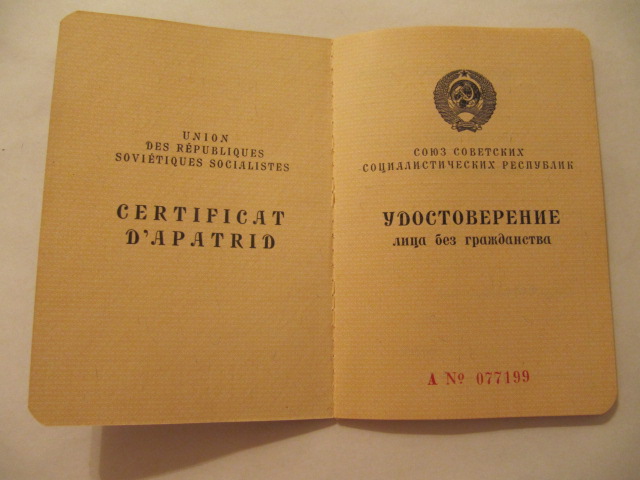 UNION
DES RÉPUBLIQUES
SOVIÉTIQUES SOCIALISTES
CERTIFICAT
D'APATRID
СОЮЗ СОВЕТСКИХ
СОЦИАЛИСТИЧЕСКИХ РЕСПУБЛИК
УДОСТОВЕРЕНИЕ
лица без гражданства
А № 077199